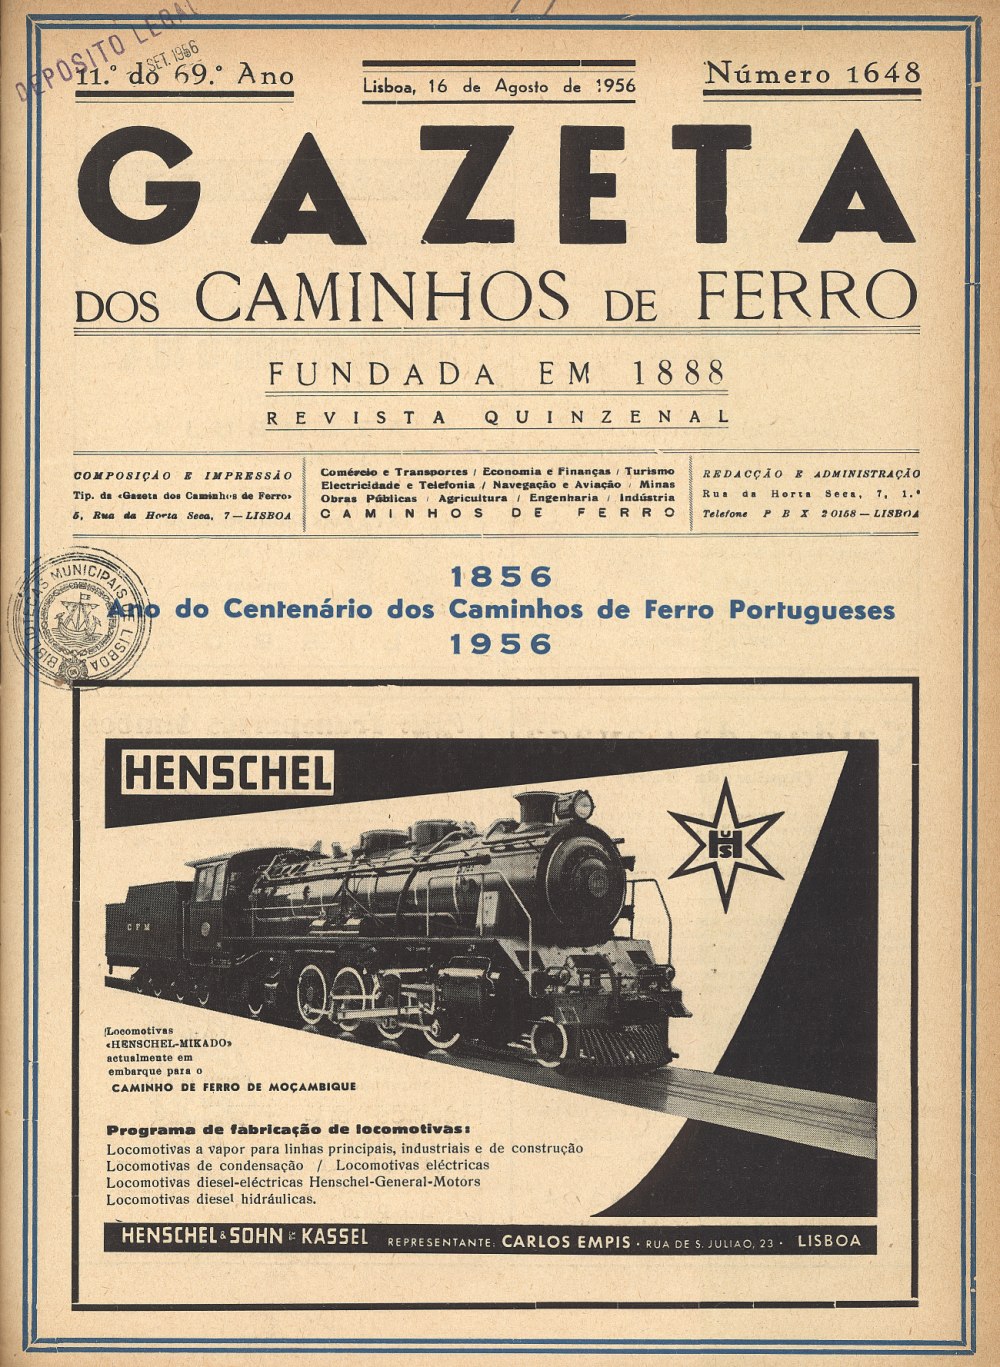 DEPOSITO LEGAL
SET. 1956
11.º do 69.º Ano
Lisboa, 16 de Agosto de 1956
Número 1648
GAZETA
DOS CAMINHOS DE FERRO
FUNDADA EM 1888
REVISTA QUINZENAL
COMPOSIÇÃO E IMPRESSÃO
Tip. da «Gazeta dos Caminhos de Ferro»
5, Rua da Horta Seca, 7 — LISBOA
Comércio e Transportes / Economia e Finanças / Turismo
Electricidade e Telefonia / Navegação e Aviação / Minas
Obras Públicas / Agricultura / Engenharia / Indústria
CAMINHOS DE FERRO
REDACÇÃO E ADMINISTRAÇÃO
Rua da Horta Seca, 7, 1.º
Telefone P B X 20158 — LISBOA
1856
Ano do Centenário dos Caminhos de Ferro Portugueses
1956
BIBLIOTECAS MUNICIPAIS DE LISBOA
HENSCHEL
HUS
CFM
Locomotivas
«HENSCHEL-MIKADO»
actualmente em
embarque para o
CAMINHO DE FERRO DE MOÇAMBIQUE
Programa de fabricação de locomotivas:
Locomotivas a vapor para linhas principais, industriais e de construção
Locomotivas de condensação / Locomotivas eléctricas
Locomotivas diesel-eléctricas Henschel-General-Motors
Locomotivas diesel hidráulicas.
HENSCHEL & SOHN KASSEL REPRESENTANTE: CARLOS EMPIS · RUA DE S. JULIAO, 23 · LISBOA